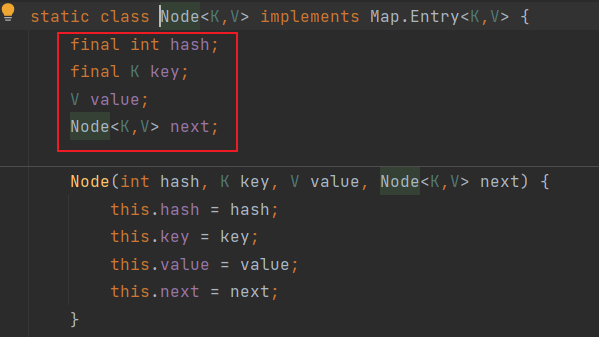 static class Node<K,V> implements Map.Entry<K,V> {
final int hash;
final K key;
V value;
Node<K,V> next;
Node(int hash, K key, V value, Node<K,V> next) {
this.hash = hash;
this.key = key;
this.value = value;
this.next = next;
}